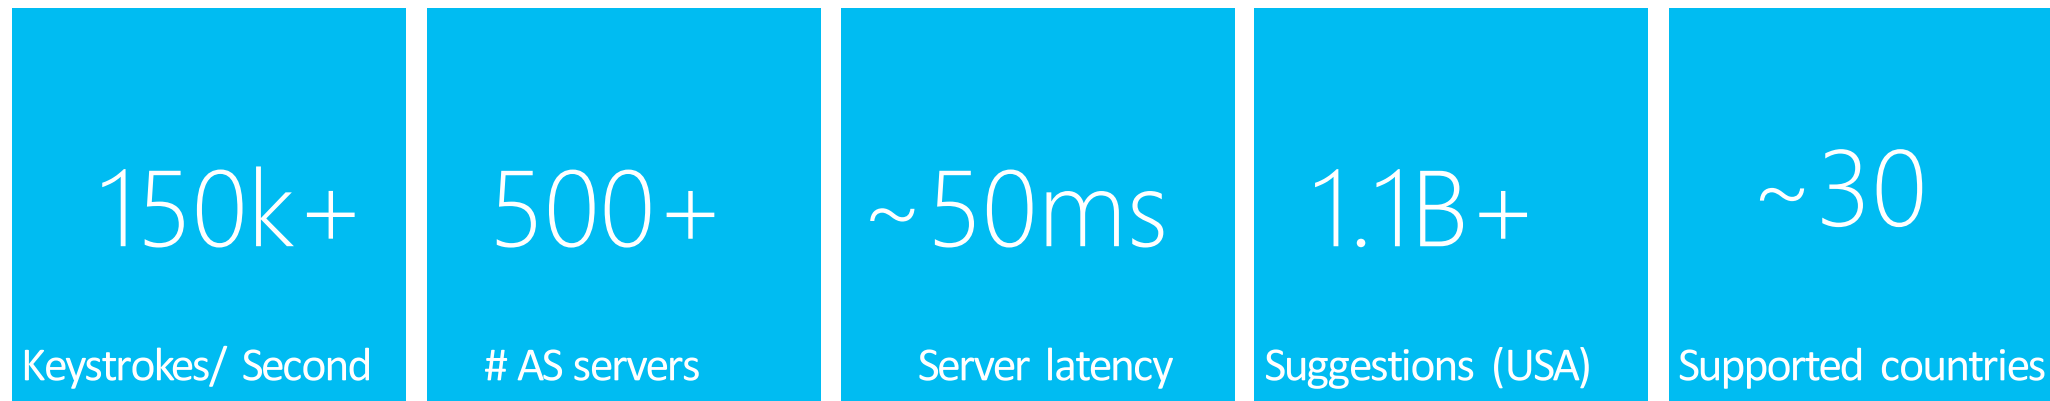 150k+
Keystrokes/ Second
500+
# AS servers
~50ms
Server latency
1.1B+
Suggestions (USA)
~30
Supported countries